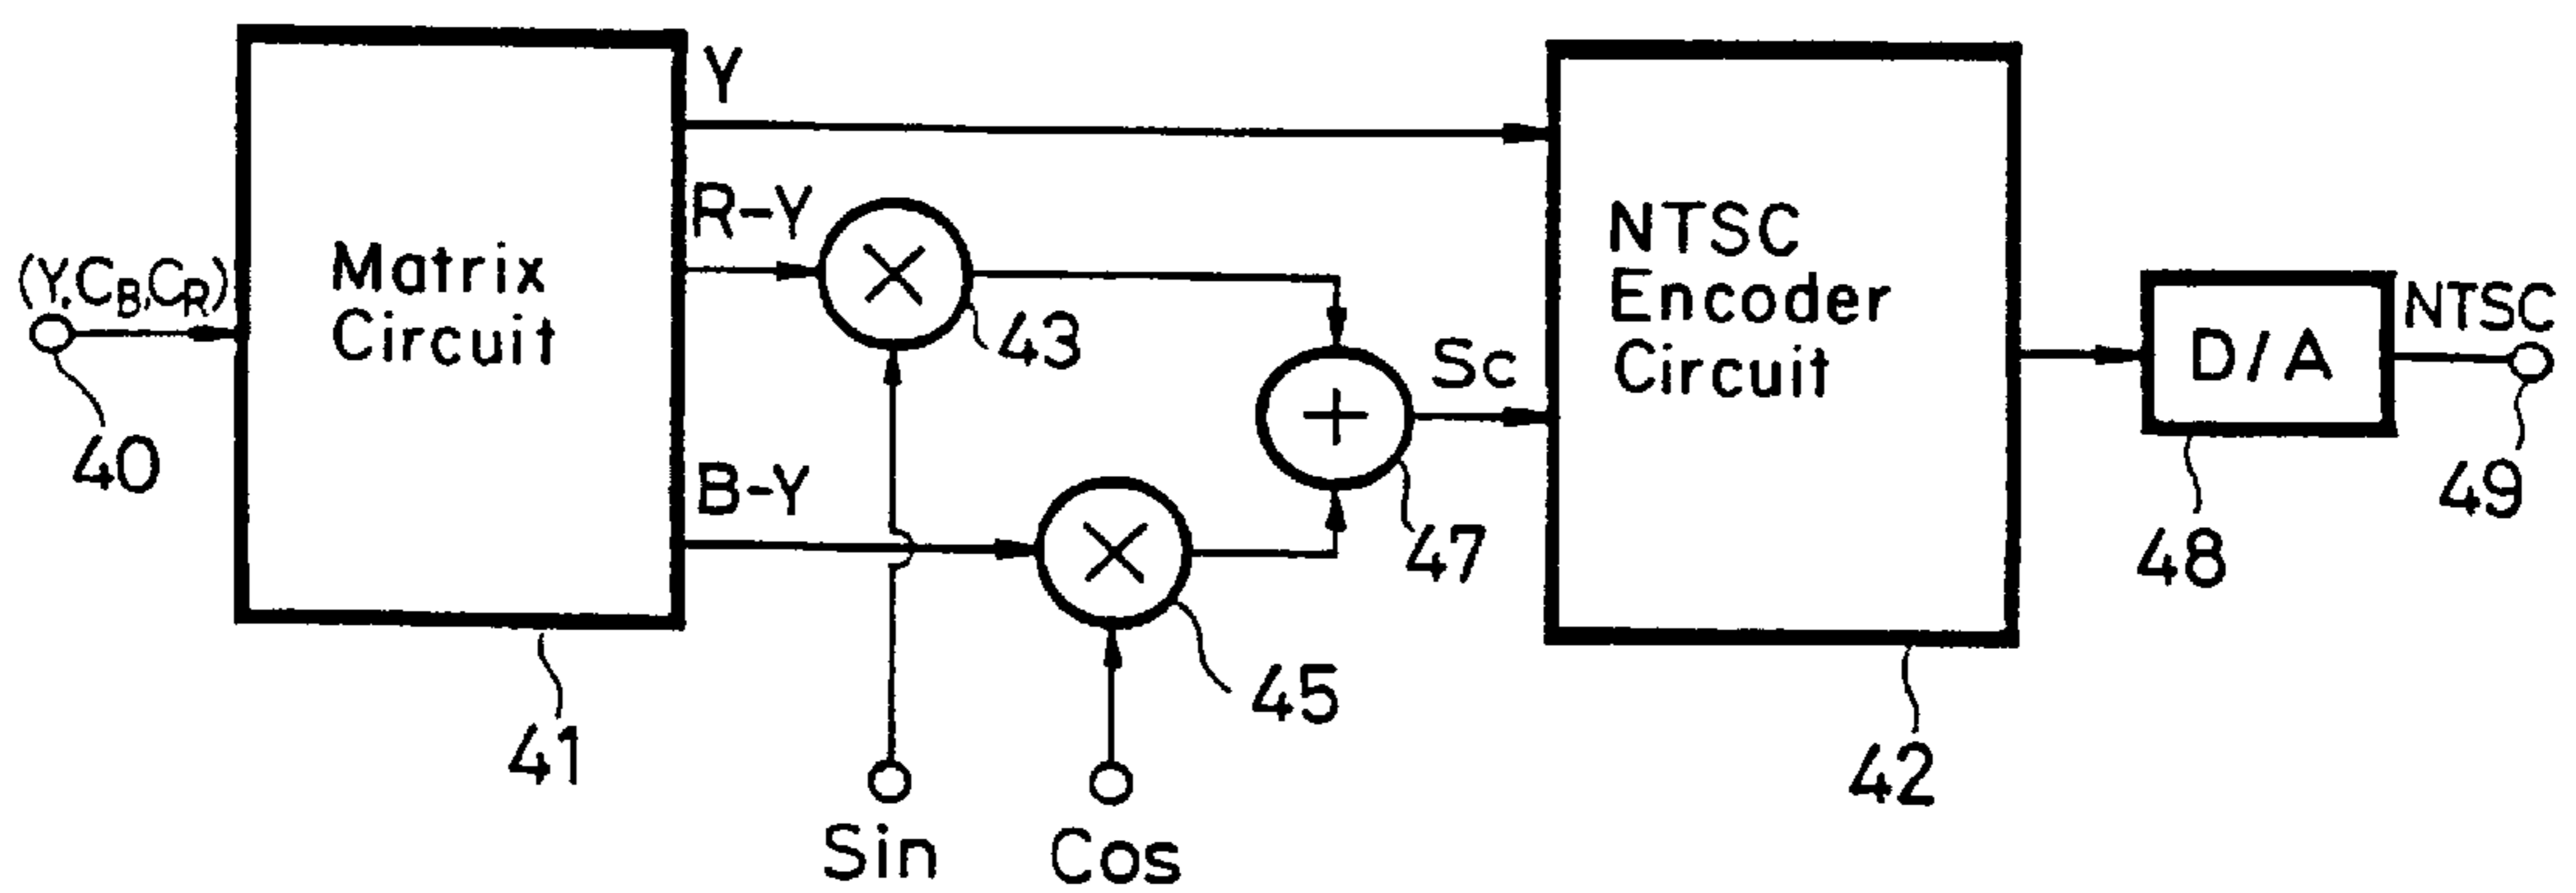 Y
R-Y
(Y,CB,CR)
Matrix
Circuit
43
NTSC
Encoder
Circuit
NTSC
D/A
Sc
40
B-Y
47
49
48
45
41
42
Sin
Cos